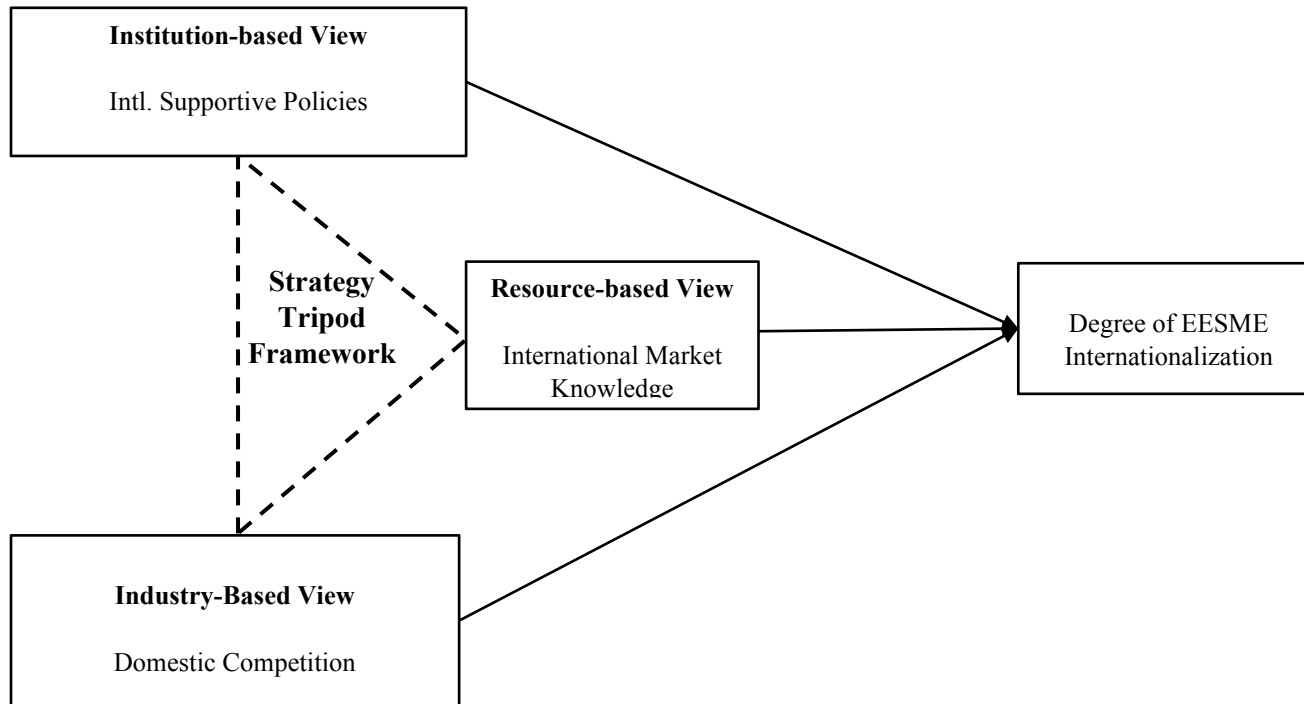 Institution-based View
Intl. Supportive Policies
Strategy
Tripod
Framework
Resource-based View
International Market
Knowledge
Degree of EESME
Internationalization
Industry-Based View
Domestic Competition